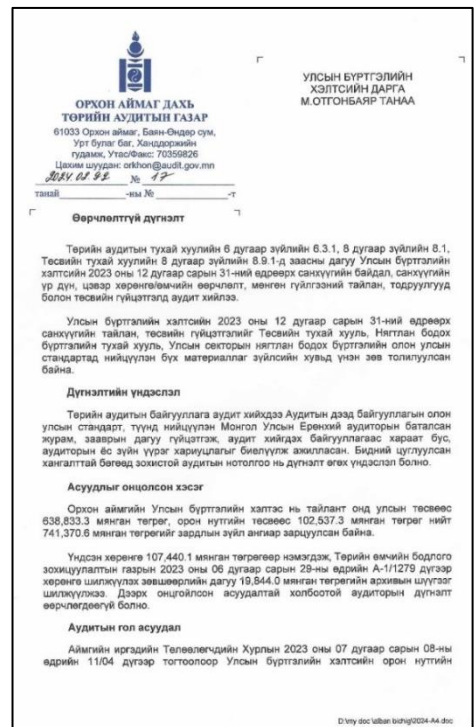 ОРХОН АЙМАГ ДАХЬ
ТӨРИЙН АУДИТЫН ГАЗАР
61033 Орхон аймаг, Баян-Өндөр сум,
Урт булаг баг, Ханддоржийн
гудамж, Утас/Факс: 70359826
Цахим шуудан: orkhon@audit.gov.mn
№ 17
танай -ны № -т
УЛСЫН БҮРТГЭЛИЙН
ХЭЛТСИЙН ДАРГА
М.ОТГОНБАЯР ТАНАА
Өөрчлөлтгүй дүгнэлт
Төрийн аудитын тухай хуулийн 6 дугаар зүйлийн 6.3.1, 8 дугаар зүйлийн 8.1,
Төсвийн тухай хуулийн 8 дугаар зүйлийн 8.9.1-д заасны дагуу Улсын бүртгэлийн
хэлтсийн 2023 оны 12 дугаар сарын 31-ний өдрөөрх санхүүгийн байдал, санхүүгийн
үр дүн, цэвэр хөрөнгө/өмчийн өөрчлөлт, мөнгөн гүйлгээний тайлан, тодруулгууд
болон төсвийн гүйцэтгэлд аудит хийлээ.
Улсын бүртгэлийн хэлтсийн 2023 оны 12 дугаар сарын 31-ний өдрөөрх
санхүүгийн тайлан, төсвийн гүйцэтгэлийг Төсвийн тухай хууль, Нягтлан бодох
бүртгэлийн тухай хууль, Улсын секторын нягтлан бодох бүртгэлийн олон улсын
стандартад нийцүүлэн бүх материаллаг зүйлсийн хувьд үнэн зөв толилуулсан
байна.
Дүгнэлтийн үндэслэл
Төрийн аудитын байгууллага аудит хийхдээ Аудитын дээд байгууллагын олон
улсын стандарт, түүнд нийцүүлэн Монгол Улсын Ерөнхий аудиторын баталсан
журам, зааврын дагуу гүйцэтгэж, аудит хийгдэх байгууллагаас хараат бус,
аудиторын ёс зүйн үүрэг хариуцлагыг биелүүлж ажилласан. Бидний цуглуулсан
хангалттай бөгөөд зохистой аудитын нотолгоо нь дүгнэлт өгөх үндэслэл болно.
Асуудлыг онцолсон хэсэг
Орхон аймгийн Улсын бүртгэлийн хэлтэс нь тайлант онд улсын төсвөөс
638,833.3 мянган төгрөг, орон нутгийн төсвөөс 102,537.3 мянган төгрөг нийт
741,370.6 мянган төгрөгийг зардлын зүйл ангиар зарцуулсан байна.
Үндсэн хөрөнгө 107,440.1 мянган төгрөгөөр нэмэгдэж, Төрийн өмчийн бодлого
зохицуулалтын газрын 2023 оны 06 дугаар сарын 29-ны өдрийн А-1/1279 дүгээр
хөрөнгө шилжүүлэх зөвшөөрлийн дагуу 19,844.0 мянган төгрөгийн архивын шүүгээг
шилжүүлжээ. Дээрх онцгойлсон асуудалтай холбоотой аудиторын дүгнэлт
өөрчлөгдөөгүй болно.
Аудитын гол асуудал
Аймгийн иргэдийн Төлөөлөгчдийн Хурлын 2023 оны 07 дугаар сарын 08-ны
өдрийн 11/04 дүгээр тогтоолоор Улсын бүртгэлийн хэлтсийн орон нутгийн
D:\my doc\alban bichig\2024-A4.doc